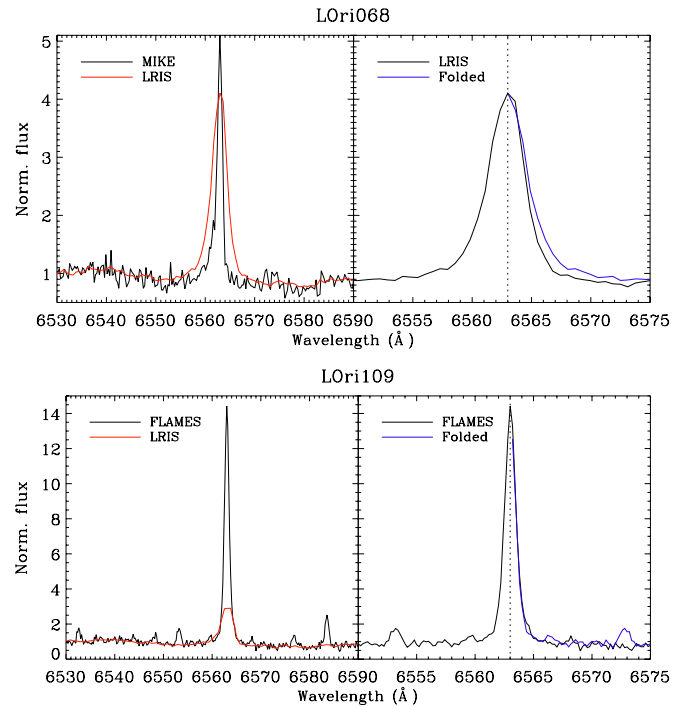 LOri068
MIKE
LRIS
LRIS
Folded
Norm. flux
5
4
3
2
1
6530 6540 6550 6560 6570 6580 6590 6555 6560 6565 6570 6575
Wavelength (Å)
LOri109
FLAMES
LRIS
FLAMES
Folded
Norm. flux
14
12
10
8
6
4
2
0
6530 6540 6550 6560 6570 6580 6590 6555 6560 6565 6570 6575
Wavelength (Å)